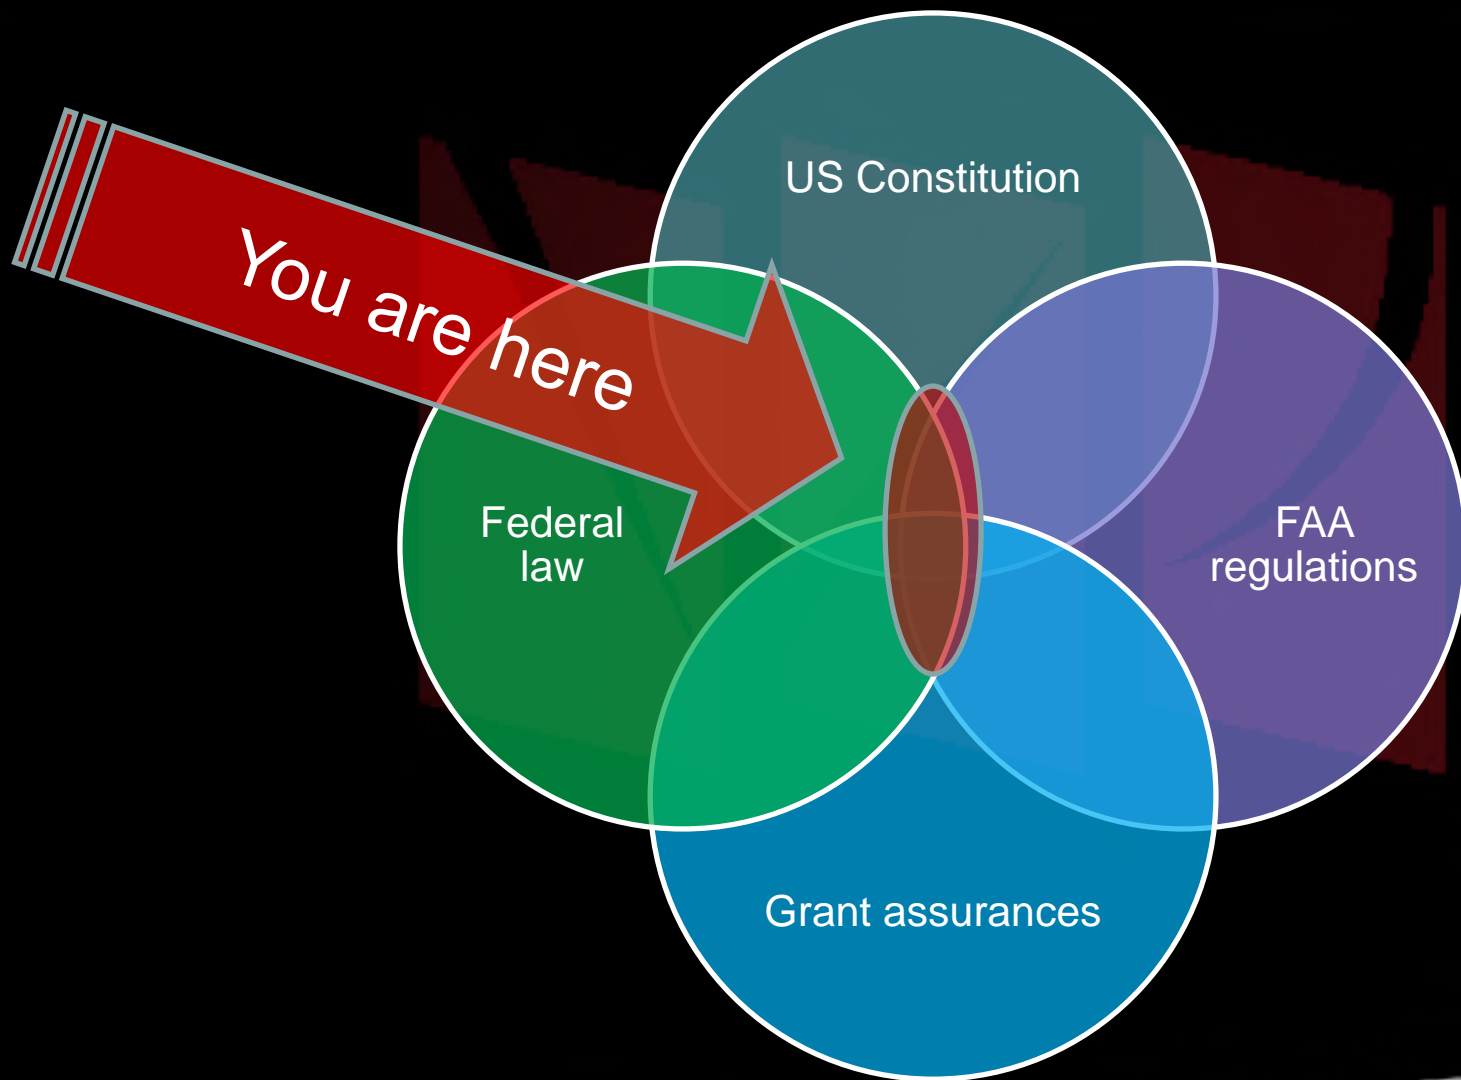 US Constitution
You are here
Federal
law
FAA
regulations
Grant assurances